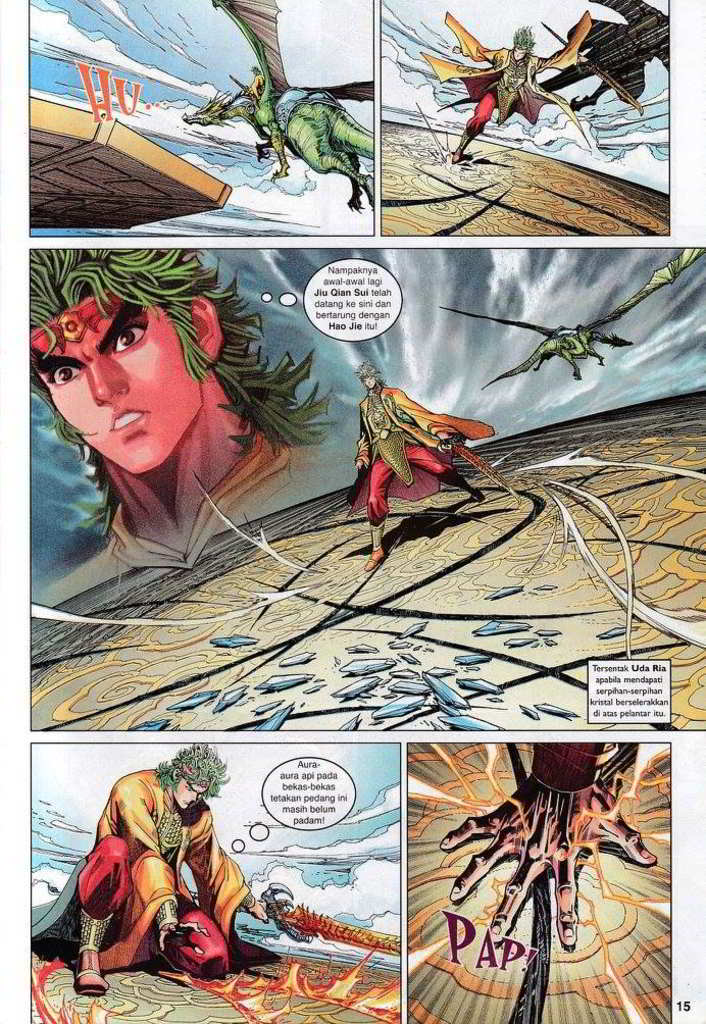 HU..
Nampaknya
awal-awal lagi
Jiu Qian Sui telah
datang ke sini dan
bertarung dengan
Hao Jie itu!
Tersentak Uda Ria
apabila mendapati
serpihan-serpihan
kristal berselerakkan
di atas pelantar itu.
Aura-
aura api pada
bekas-bekas
tetakan pedang ini
masih belum
padam!
PAP!
15